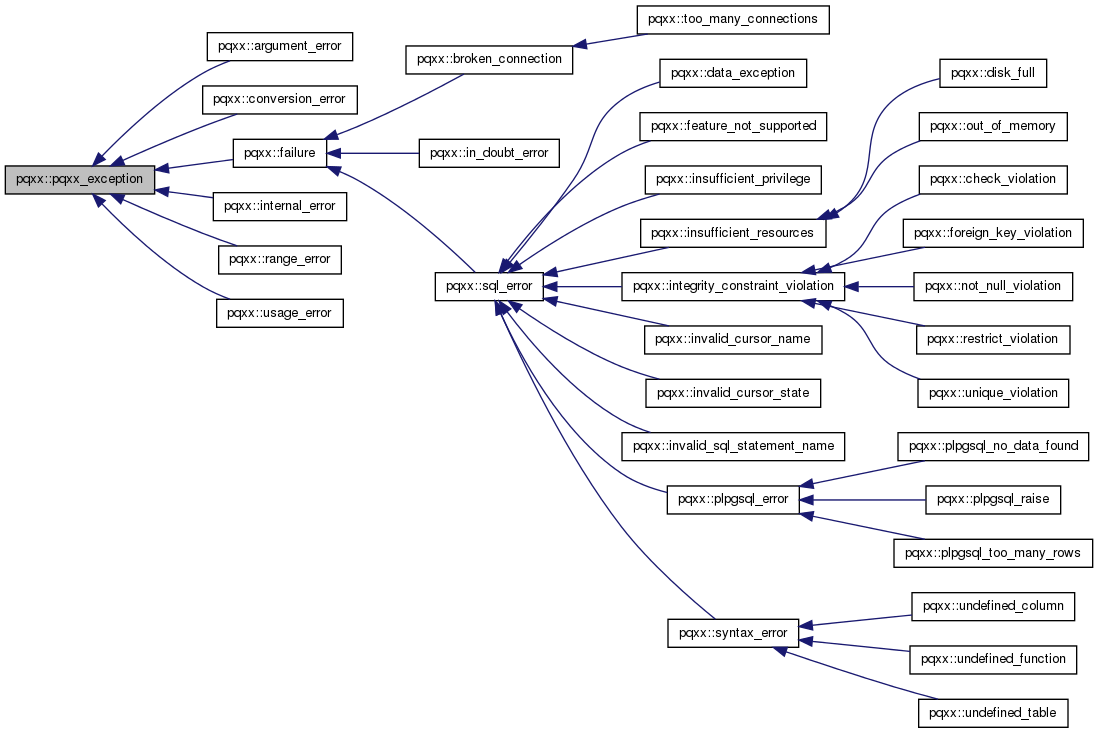 pqxx::too_many_connections
pqxx::argument_error
pqxx::broken_connection
pqxx::data_exception
pqxx::disk_full
pqxx::conversion_error
pqxx::feature_not_supported
pqxx::out_of_memory
pqxx::failure
pqxx::in_doubt_error
pqxx::pqxx_exception
pqxx::insufficient_privilege
pqxx::check_violation
pqxx::internal_error
pqxx::insufficient_resources
pqxx::foreign_key_violation
pqxx::range_error
pqxx::sql_error
pqxx::integrity_constraint_violation
pqxx::not_null_violation
pqxx::usage_error
pqxx::invalid_cursor_name
pqxx::restrict_violation
pqxx::invalid_cursor_state
pqxx::unique_violation
pqxx::invalid_sql_statement_name
pqxx::plpgsql_no_data_found
pqxx::plpgsql_error
pqxx::plpgsql_raise
pqxx::plpgsql_too_many_rows
pqxx::undefined_column
pqxx::syntax_error
pqxx::undefined_function
pqxx::undefined_table